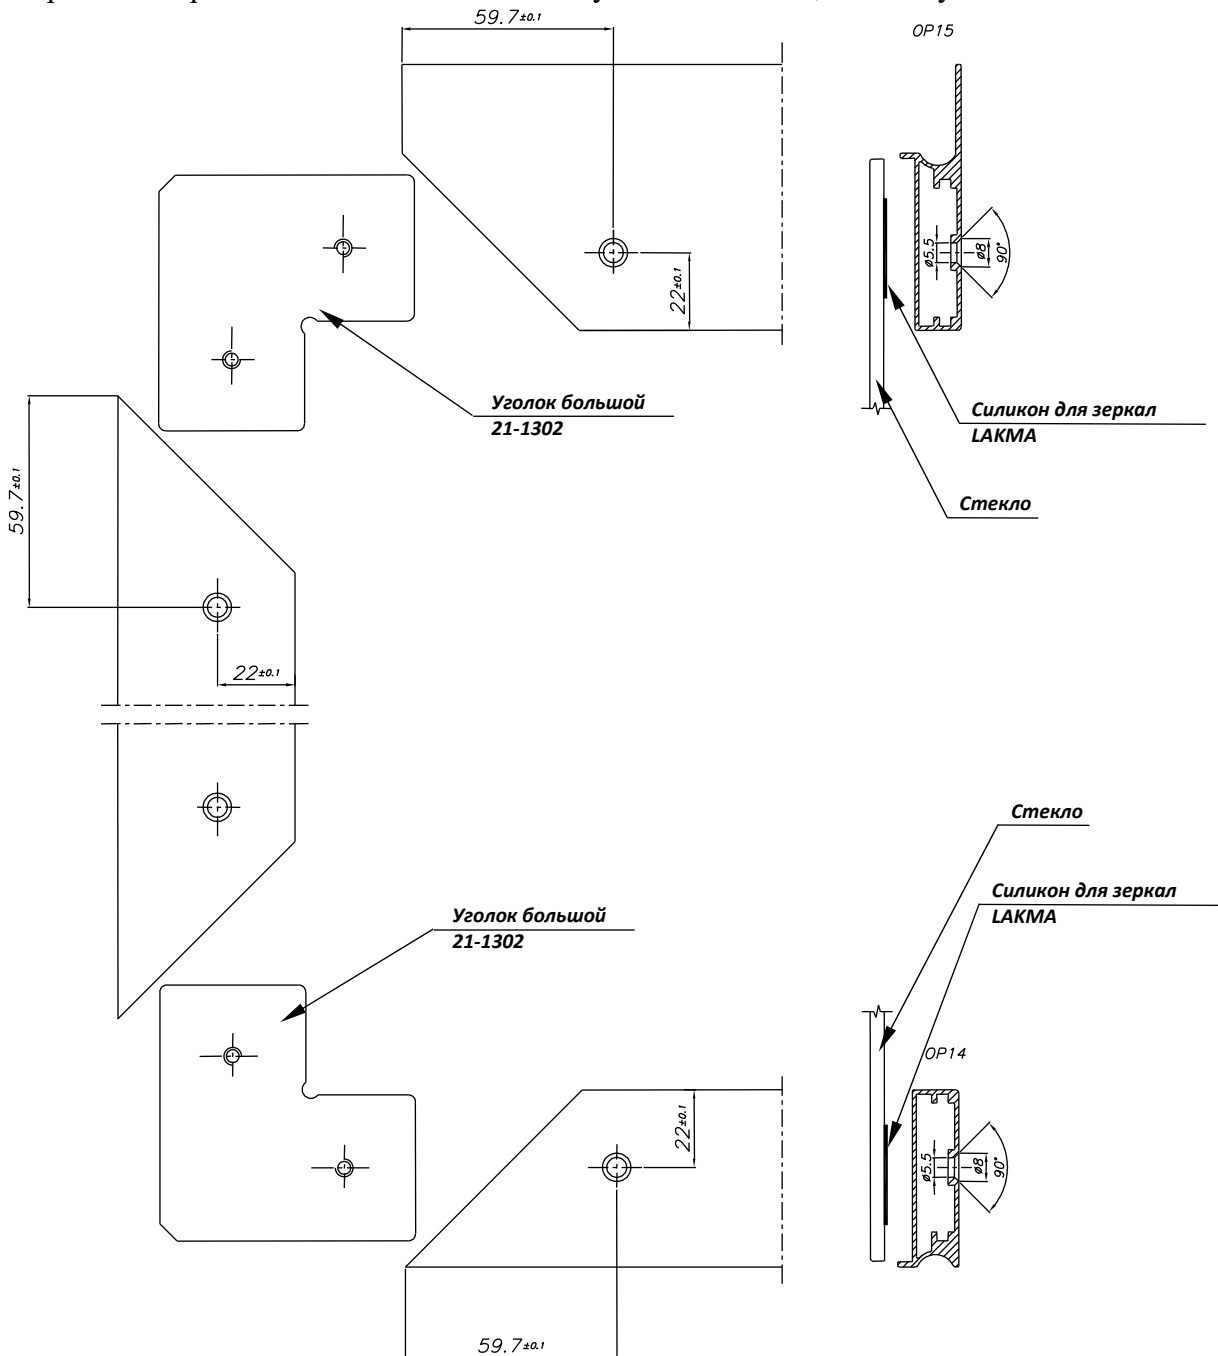 59.7±0.1
OP15
22±0.1
ø5.5
ø8
90°
Уголок большой
21-1302
Силикон для зеркал
LAKMA
Стекло
59.7±0.1
22±0.1
Стекло
Силикон для зеркал
LAKMA
Уголок большой
21-1302
OP14
22±0.1
ø5.5
ø8
90°
59.7±0.1